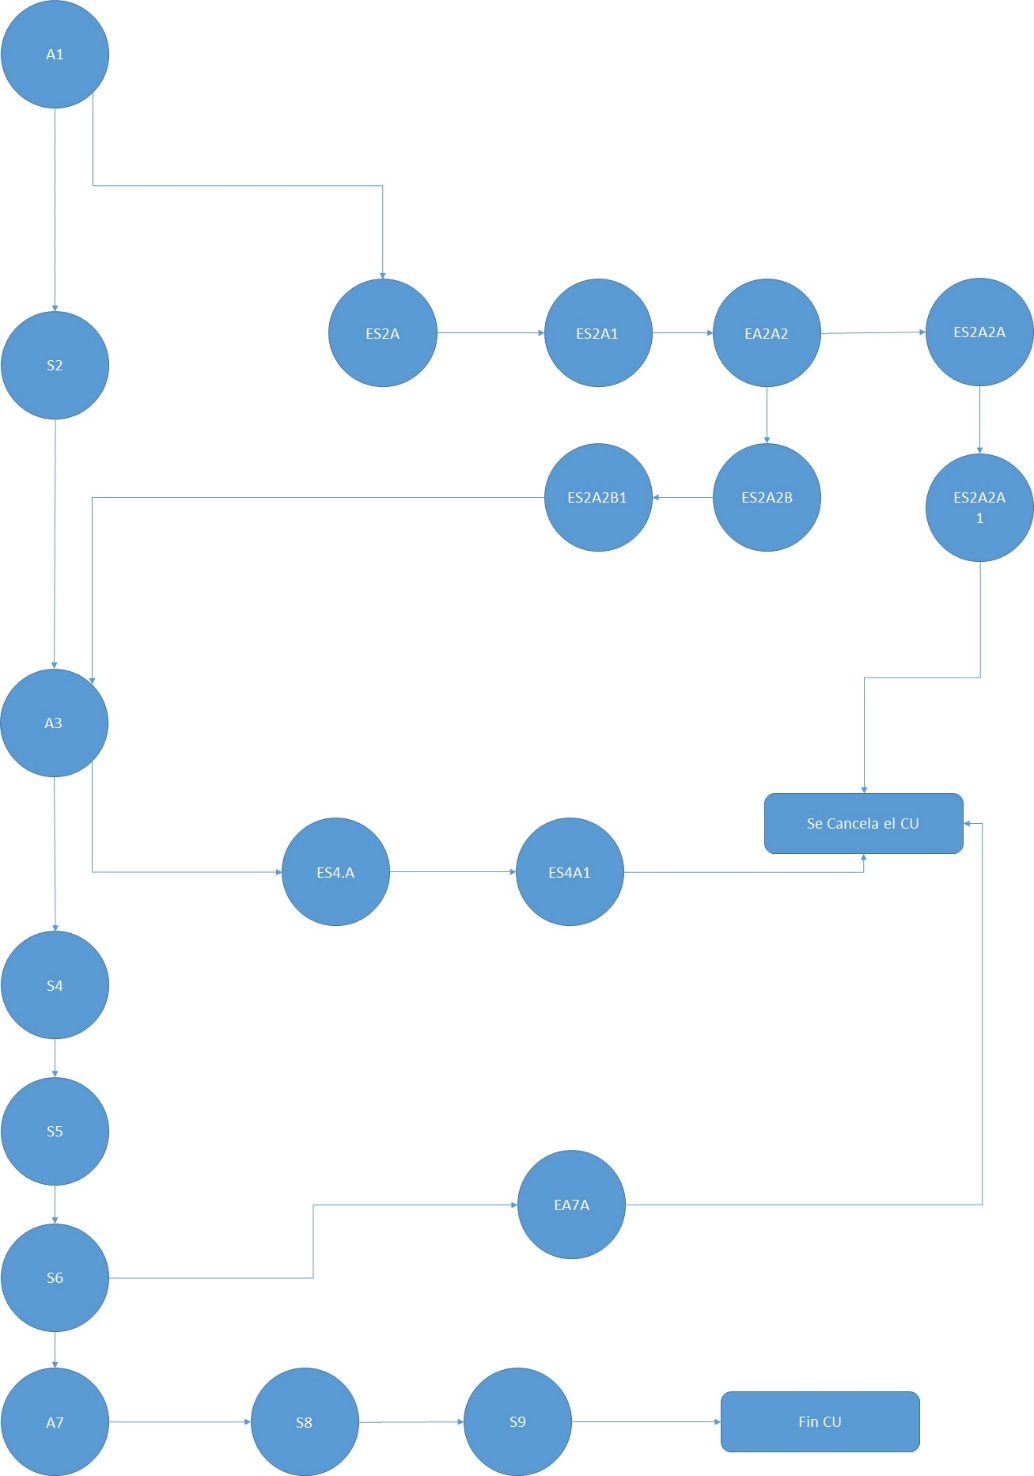 A1
ES2A
ES2A1
EA2A2
ES2A2A
S2
ES2A2B1
ES2A2B
ES2A2A
1
A3
Se Cancela el CU
ES4.A
ES4A1
S4
S5
EA7A
S6
A7
S8
S9
Fin CU